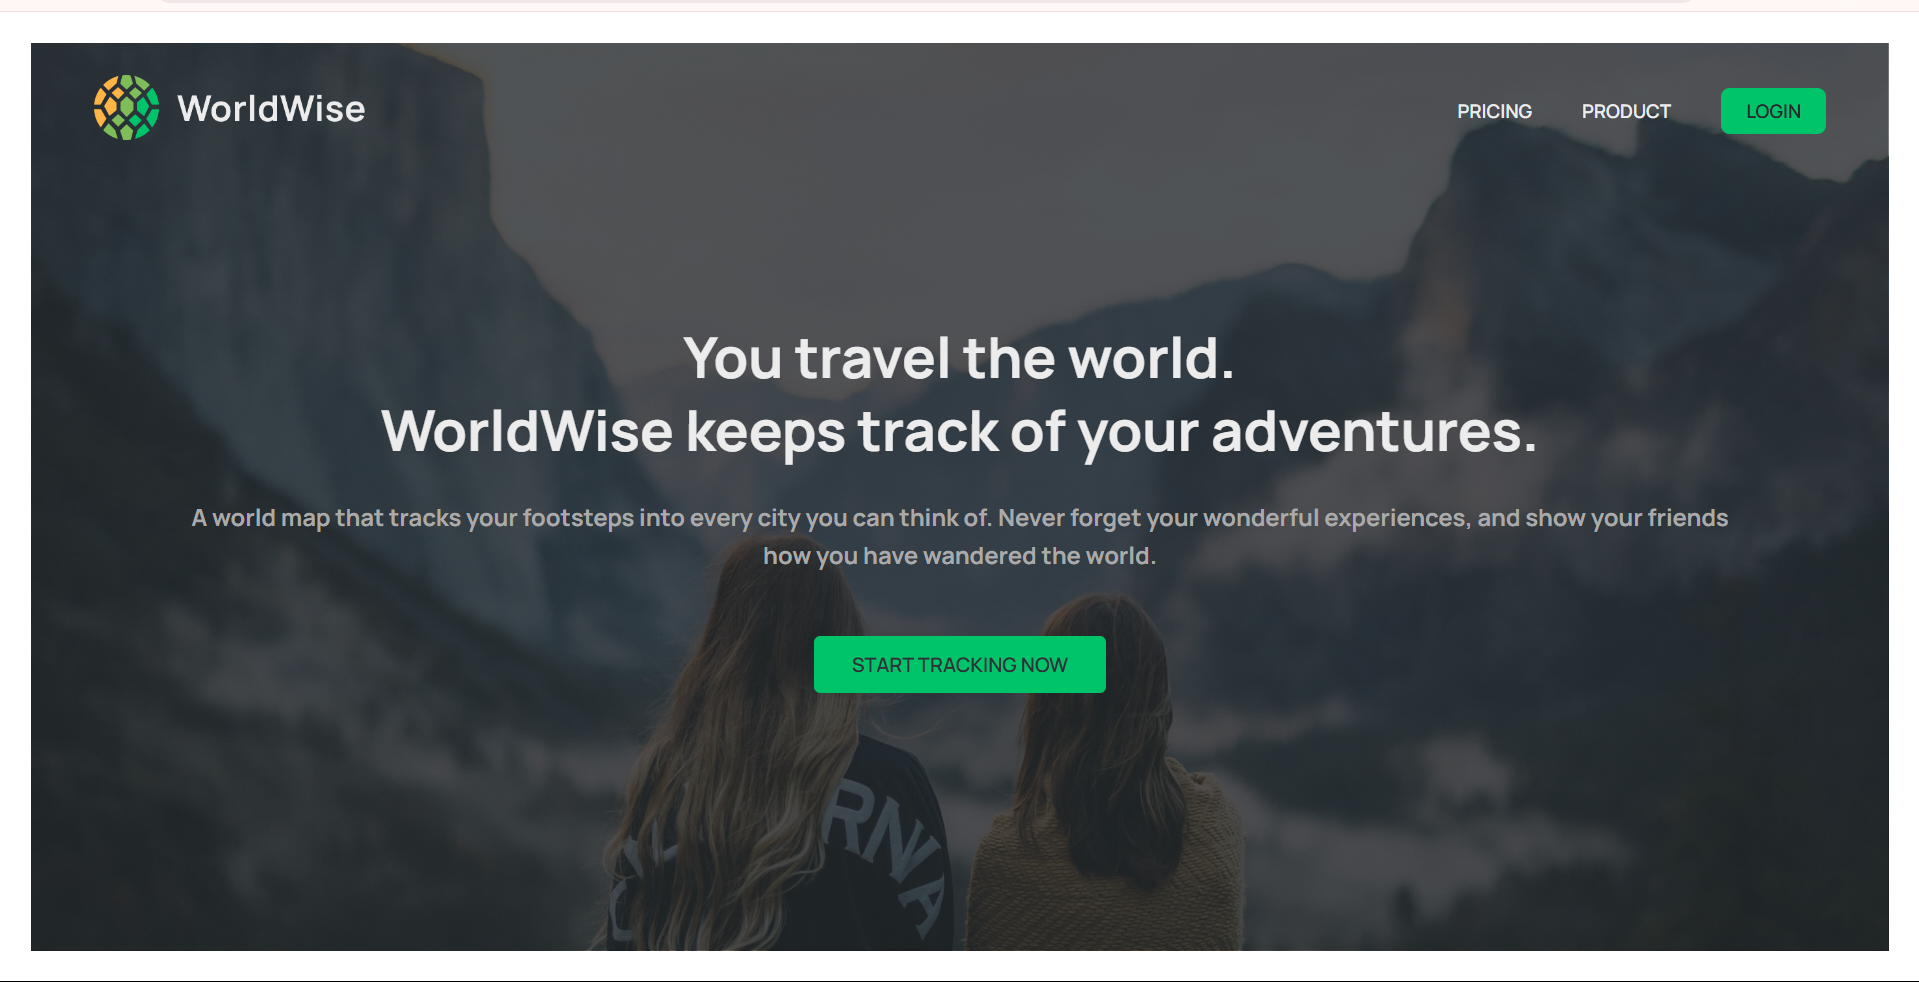 WorldWise
PRICING
PRODUCT
LOGIN
You travel the world.
WorldWise keeps track of your adventures.
A world map that tracks your footsteps into every city you can think of. Never forget your wonderful experiences, and show your friends
how you have wandered the world.
START TRACKING NOW
RNA